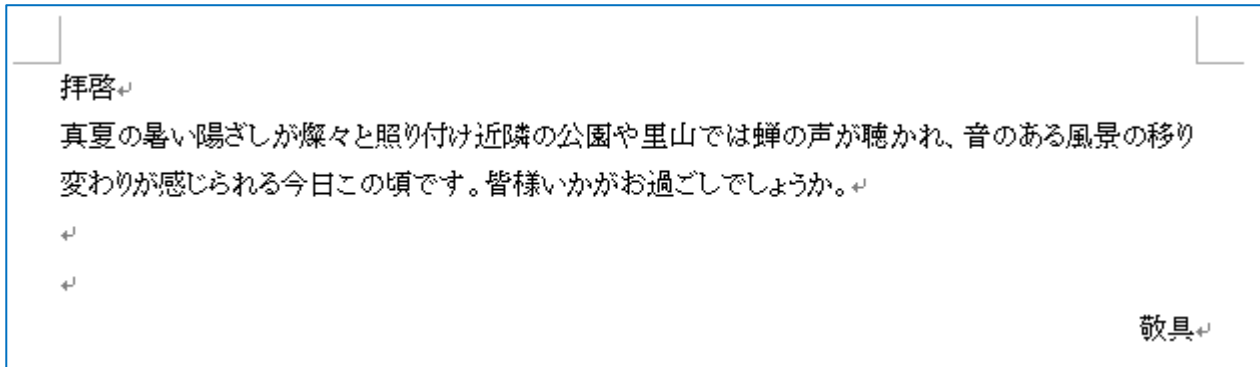 拝啓
真夏の暑い陽ざしが燦々と照り付け近隣の公園や里山では蝉の声が聴かれ、音のある風景の移り
変わりが感じられる今日この頃です。皆様いかがお過ごしでしょうか。
敬具